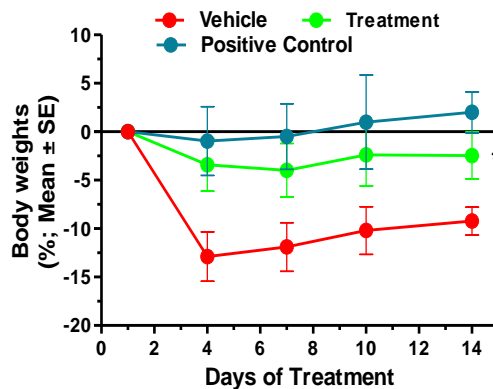 Vehicle
Treatment
Positive Control
10
5
0
-5
-10
-15
-20
Body weights
(%; Mean ± SE)
0 2 4 6 8 10 12 14
Days of Treatment